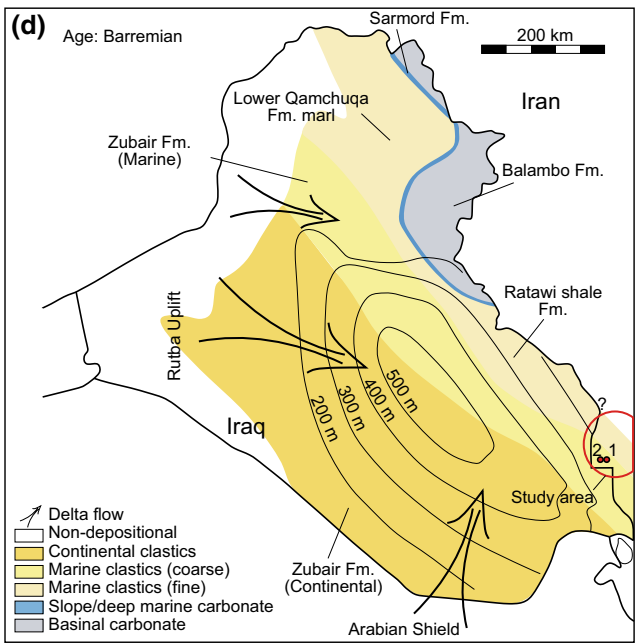 (d)
Age: Barremian
Sarmord Fm.
200 km
Iran
Lower Qamchuqa
Fm. marl
Zubair Fm.
(Marine)
Balambo Fm.
Ratawi shale
Fm.
Rutba Uplift
Iraq
200 m
300 m
400 m
500 m
?
2 1
Study area
Zubair Fm.
(Continental)
Arabian Shield
Delta flow
Non-depositional
Continental clastics
Marine clastics (coarse)
Marine clastics (fine)
Slope/deep marine carbonate
Basinal carbonate